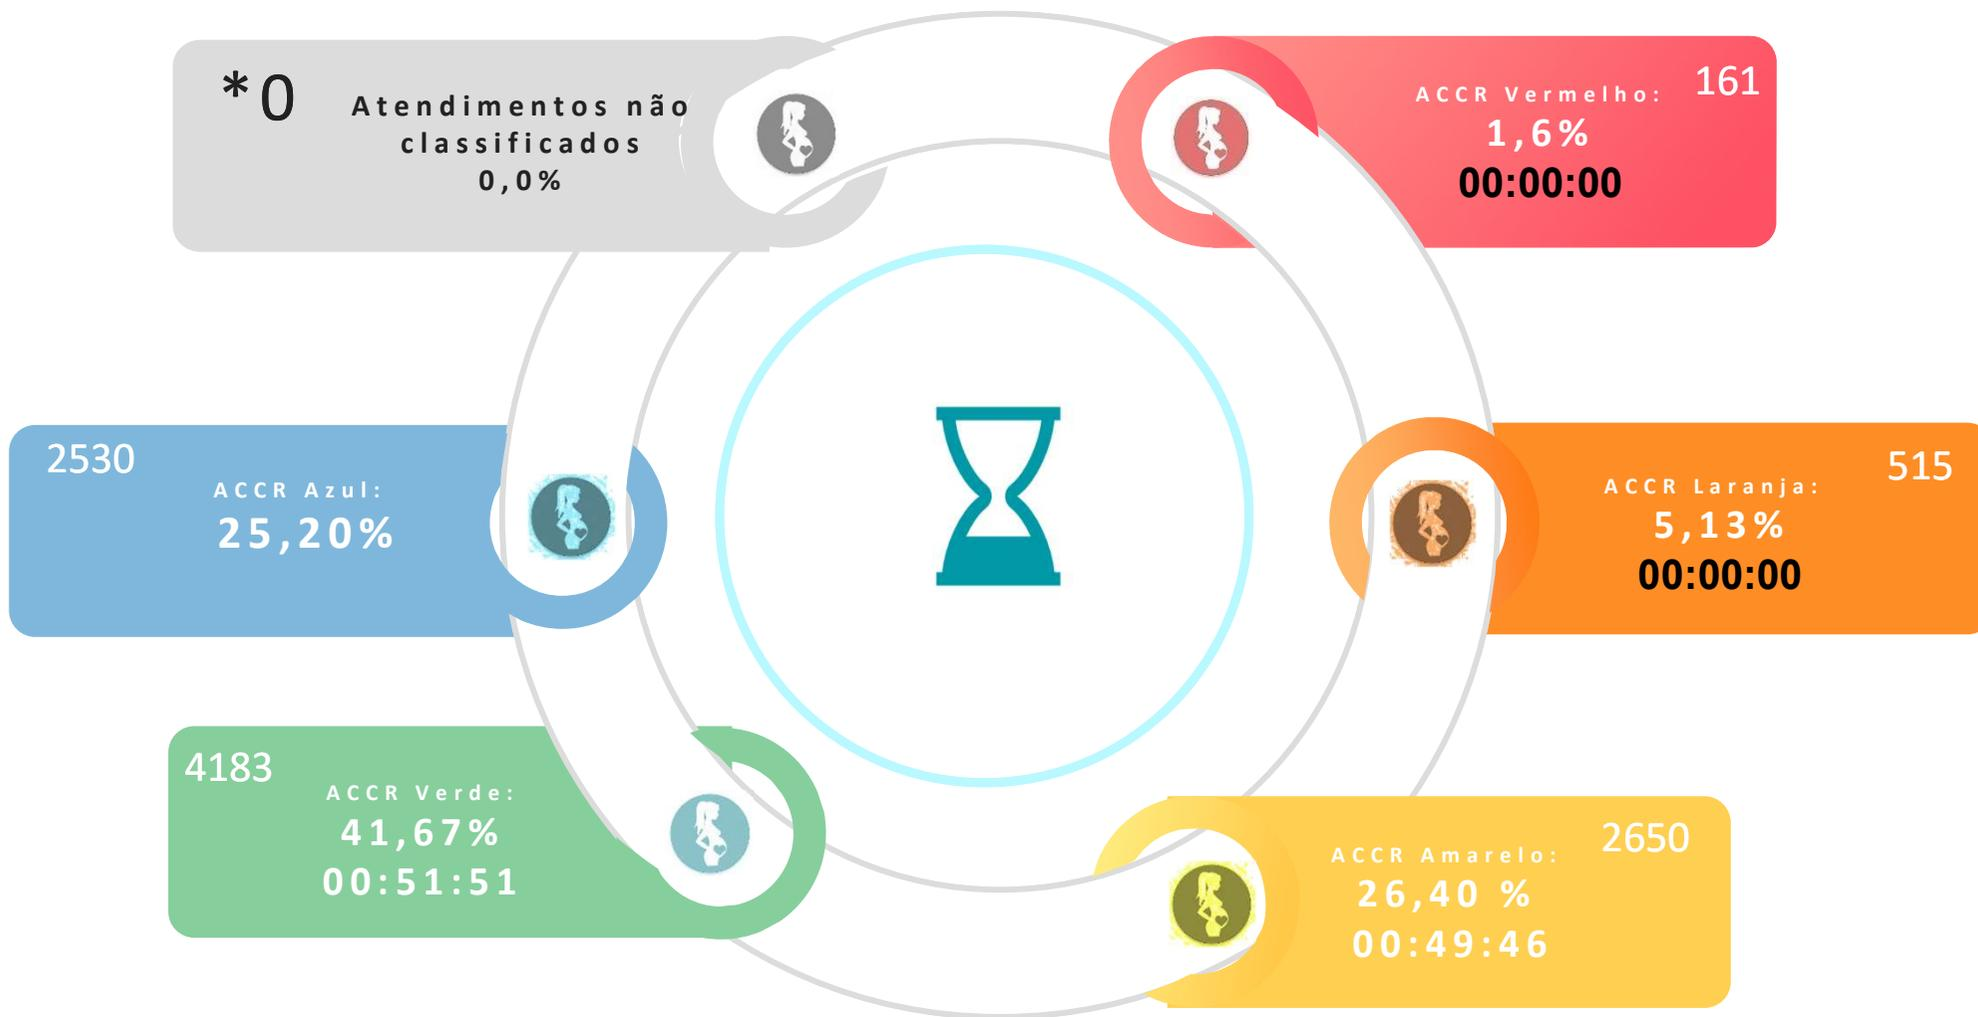 *0
Atendimentos não
classificados
0,0%
161
ACCR Vermelho:
1,6%
00:00:00
2530
ACCR Azul:
25,20%
515
ACCR Laranja:
5,13%
00:00:00
4183
ACCR Verde:
41,67%
00:51:51
2650
ACCR Amarelo:
26,40 %
00:49:46